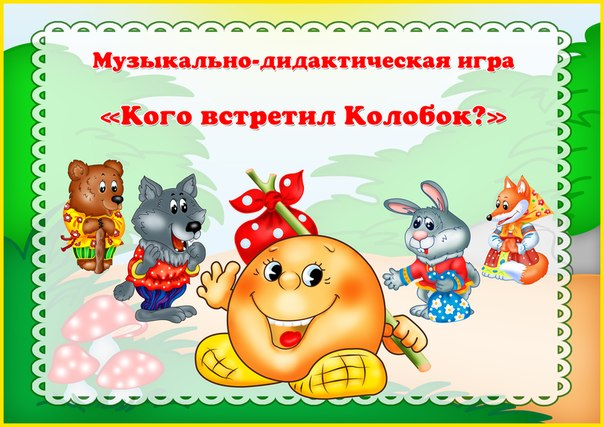 Музыкально-дидактическая игра
«Кого встретил Колобок?»